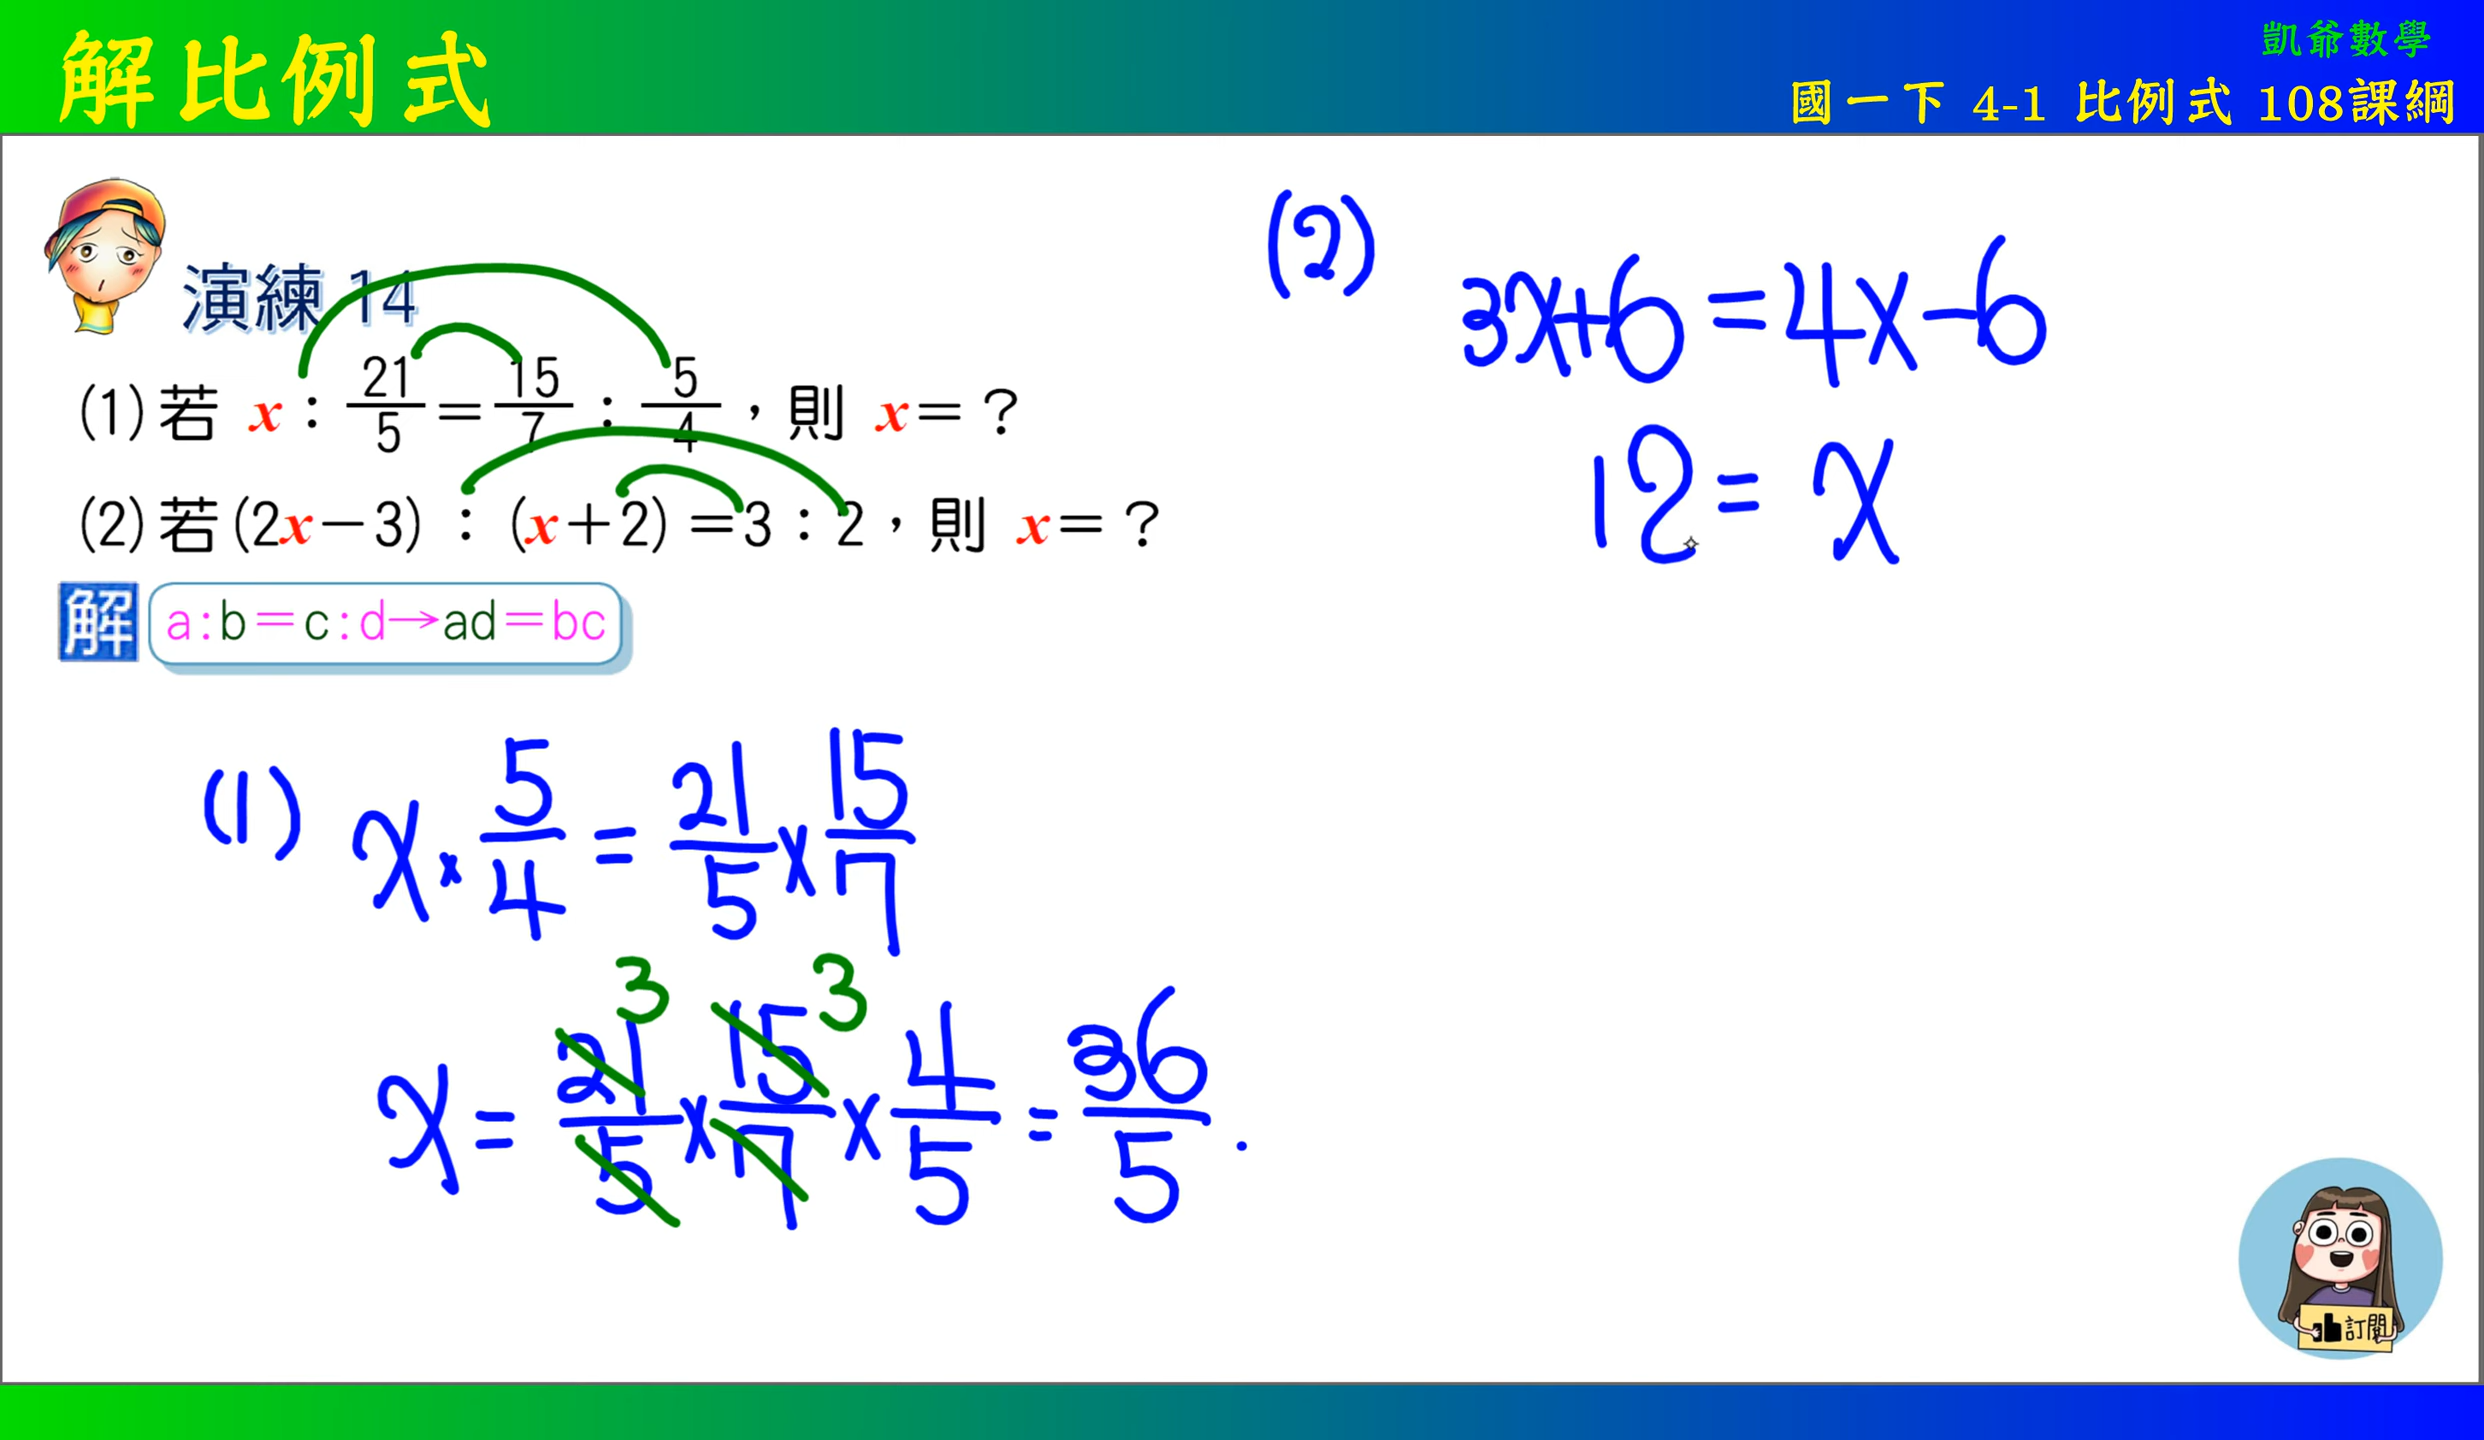 解比例式
凱爺數學
國一下 4-1 比例式 108課綱
演練 14
(1)若 x：21/5＝15/7：5/4，則 x＝？
(2)若(2x－3)：(x＋2)＝3：2，則 x＝？
解 a:b＝c:d→ad＝bc
(1) x×5/4=21/5×15/7
3 3
x=21/5×15/7×4/5=36/5.
(2)
3x+6=4x-6
12=x
訂閱